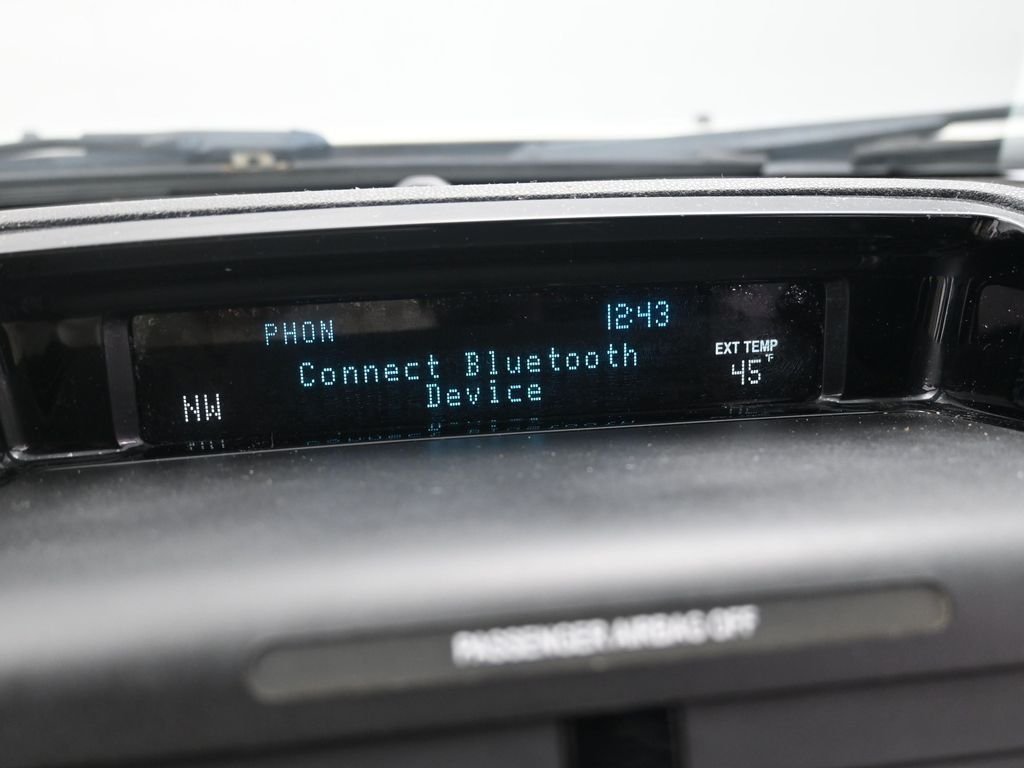 PHON 12:43
Connect Bluetooth
Device
NW
EXT TEMP
45°F
PASSENGER AIRBAG OFF